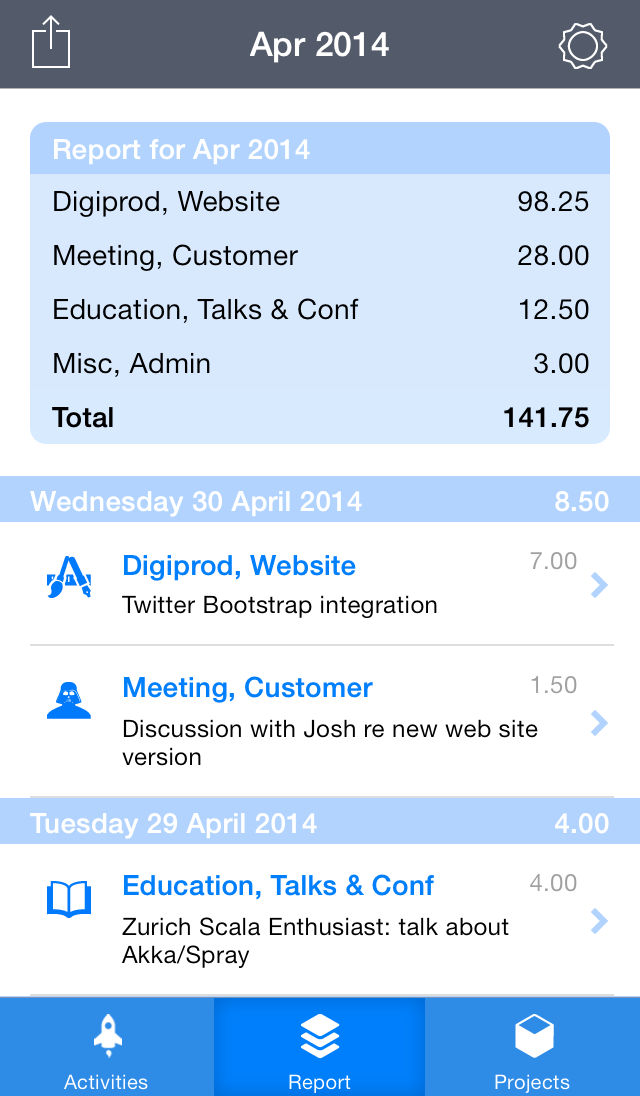 Apr 2014
Report for Apr 2014
Digiprod, Website 98.25
Meeting, Customer 28.00
Education, Talks & Conf 12.50
Misc, Admin 3.00
Total 141.75
Wednesday 30 April 2014 8.50
Digiprod, Website 7.00
Twitter Bootstrap integration
Meeting, Customer 1.50
Discussion with Josh re new web site
version
Tuesday 29 April 2014 4.00
Education, Talks & Conf 4.00
Zurich Scala Enthusiast: talk about
Akka/Spray
Activities Report Projects